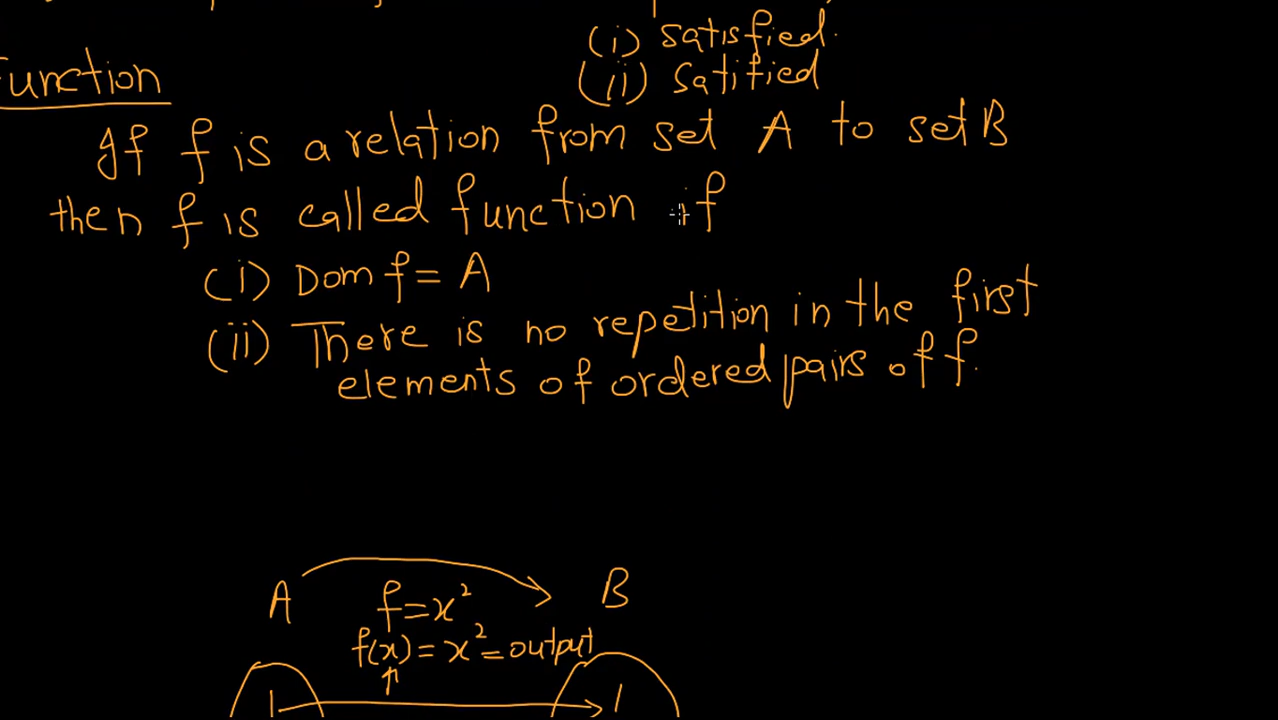 (i) satisfied.
(ii) Satified
Function
If f is a relation from set A to set B
then f is called function if
(i) Dom f = A
(ii) There is no repetition in the first
elements of ordered pairs of f.
A B
f = x²
f(x) = x² = output
1 1